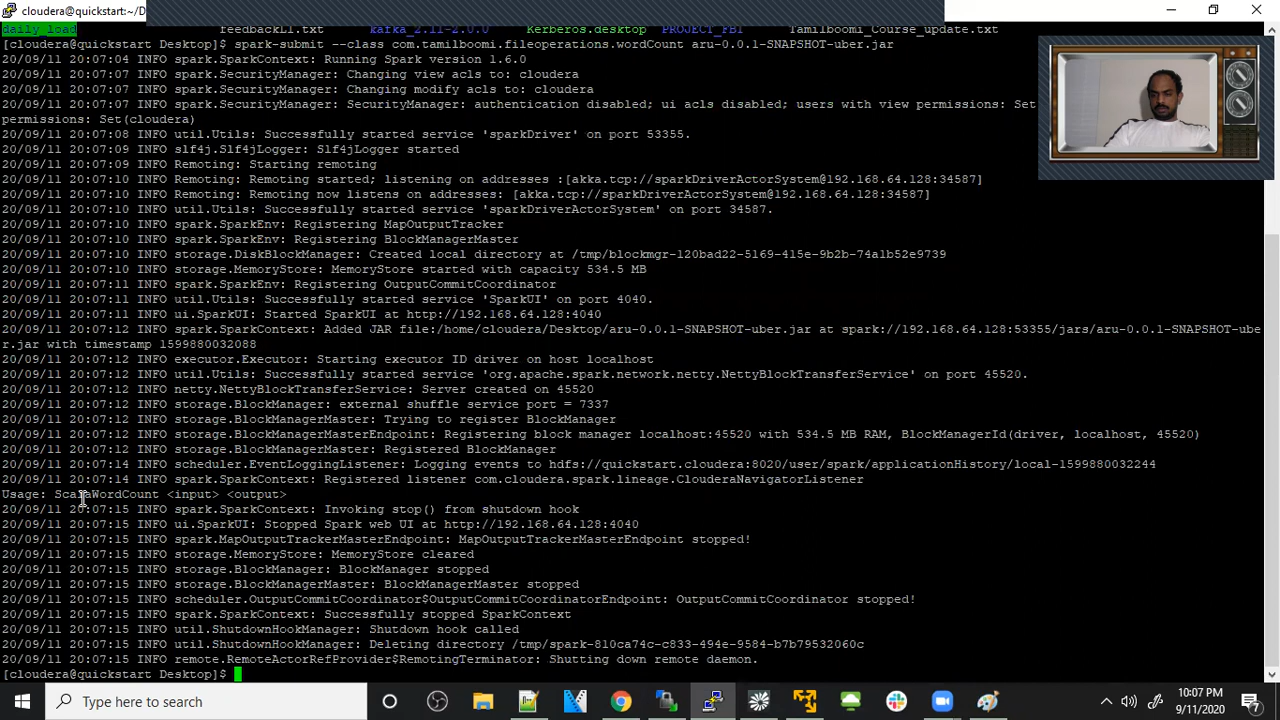 cloudera@quickstart:~/D
daily_load feedbackLI.txt kafka_2.11-2.0.0 Kerberos.desktop PROJECT_FBI Tamilboomi_Course_update.txt
[cloudera@quickstart Desktop]$ spark-submit --class com.tamilboomi.fileoperations.wordCount aru-0.0.1-SNAPSHOT-uber.jar
20/09/11 20:07:04 INFO spark.SparkContext: Running Spark version 1.6.0
20/09/11 20:07:07 INFO spark.SecurityManager: Changing view acls to: cloudera
20/09/11 20:07:07 INFO spark.SecurityManager: Changing modify acls to: cloudera
20/09/11 20:07:07 INFO spark.SecurityManager: SecurityManager: authentication disabled; ui acls disabled; users with view permissions: Set
permissions: Set(cloudera)
20/09/11 20:07:08 INFO util.Utils: Successfully started service 'sparkDriver' on port 53355.
20/09/11 20:07:09 INFO slf4j.Slf4jLogger: Slf4jLogger started
20/09/11 20:07:09 INFO Remoting: Starting remoting
20/09/11 20:07:10 INFO Remoting: Remoting started; listening on addresses :[akka.tcp://sparkDriverActorSystem@192.168.64.128:34587]
20/09/11 20:07:10 INFO Remoting: Remoting now listens on addresses: [akka.tcp://sparkDriverActorSystem@192.168.64.128:34587]
20/09/11 20:07:10 INFO util.Utils: Successfully started service 'sparkDriverActorSystem' on port 34587.
20/09/11 20:07:10 INFO spark.SparkEnv: Registering MapOutputTracker
20/09/11 20:07:10 INFO spark.SparkEnv: Registering BlockManagerMaster
20/09/11 20:07:10 INFO storage.DiskBlockManager: Created local directory at /tmp/blockmgr-120bad22-5169-415e-9b2b-74a1b52e9739
20/09/11 20:07:10 INFO storage.MemoryStore: MemoryStore started with capacity 534.5 MB
20/09/11 20:07:11 INFO spark.SparkEnv: Registering OutputCommitCoordinator
20/09/11 20:07:11 INFO util.Utils: Successfully started service 'SparkUI' on port 4040.
20/09/11 20:07:11 INFO ui.SparkUI: Started SparkUI at http://192.168.64.128:4040
20/09/11 20:07:12 INFO spark.SparkContext: Added JAR file:/home/cloudera/Desktop/aru-0.0.1-SNAPSHOT-uber.jar at spark://192.168.64.128:53355/jars/aru-0.0.1-SNAPSHOT-ube
r.jar with timestamp 1599880032088
20/09/11 20:07:12 INFO executor.Executor: Starting executor ID driver on host localhost
20/09/11 20:07:12 INFO util.Utils: Successfully started service 'org.apache.spark.network.netty.NettyBlockTransferService' on port 45520.
20/09/11 20:07:12 INFO netty.NettyBlockTransferService: Server created on 45520
20/09/11 20:07:12 INFO storage.BlockManager: external shuffle service port = 7337
20/09/11 20:07:12 INFO storage.BlockManagerMaster: Trying to register BlockManager
20/09/11 20:07:12 INFO storage.BlockManagerMasterEndpoint: Registering block manager localhost:45520 with 534.5 MB RAM, BlockManagerId(driver, localhost, 45520)
20/09/11 20:07:12 INFO storage.BlockManagerMaster: Registered BlockManager
20/09/11 20:07:14 INFO scheduler.EventLoggingListener: Logging events to hdfs://quickstart.cloudera:8020/user/spark/applicationHistory/local-1599880032244
20/09/11 20:07:14 INFO spark.SparkContext: Registered listener com.cloudera.spark.lineage.ClouderaNavigatorListener
Usage: ScalaWordCount <input> <output>
20/09/11 20:07:15 INFO spark.SparkContext: Invoking stop() from shutdown hook
20/09/11 20:07:15 INFO ui.SparkUI: Stopped Spark web UI at http://192.168.64.128:4040
20/09/11 20:07:15 INFO spark.MapOutputTrackerMasterEndpoint: MapOutputTrackerMasterEndpoint stopped!
20/09/11 20:07:15 INFO storage.MemoryStore: MemoryStore cleared
20/09/11 20:07:15 INFO storage.BlockManager: BlockManager stopped
20/09/11 20:07:15 INFO storage.BlockManagerMaster: BlockManagerMaster stopped
20/09/11 20:07:15 INFO scheduler.OutputCommitCoordinator$OutputCommitCoordinatorEndpoint: OutputCommitCoordinator stopped!
20/09/11 20:07:15 INFO spark.SparkContext: Successfully stopped SparkContext
20/09/11 20:07:15 INFO util.ShutdownHookManager: Shutdown hook called
20/09/11 20:07:15 INFO util.ShutdownHookManager: Deleting directory /tmp/spark-810ca74c-c833-494e-9584-b7b79532060c
20/09/11 20:07:15 INFO remote.RemoteActorRefProvider$RemotingTerminator: Shutting down remote daemon.
[cloudera@quickstart Desktop]$
Type here to search
10:07 PM
9/11/2020
7